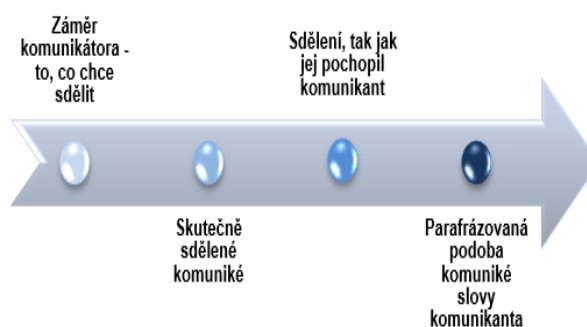 Záměr
komunikátora -
to, co chce
sdělit
Skutečně
sdělené
komuniké
Sdělení, tak jak
jej pochopil
komunikant
Parafrázovaná
podoba
komuniké
slovy
komunikanta